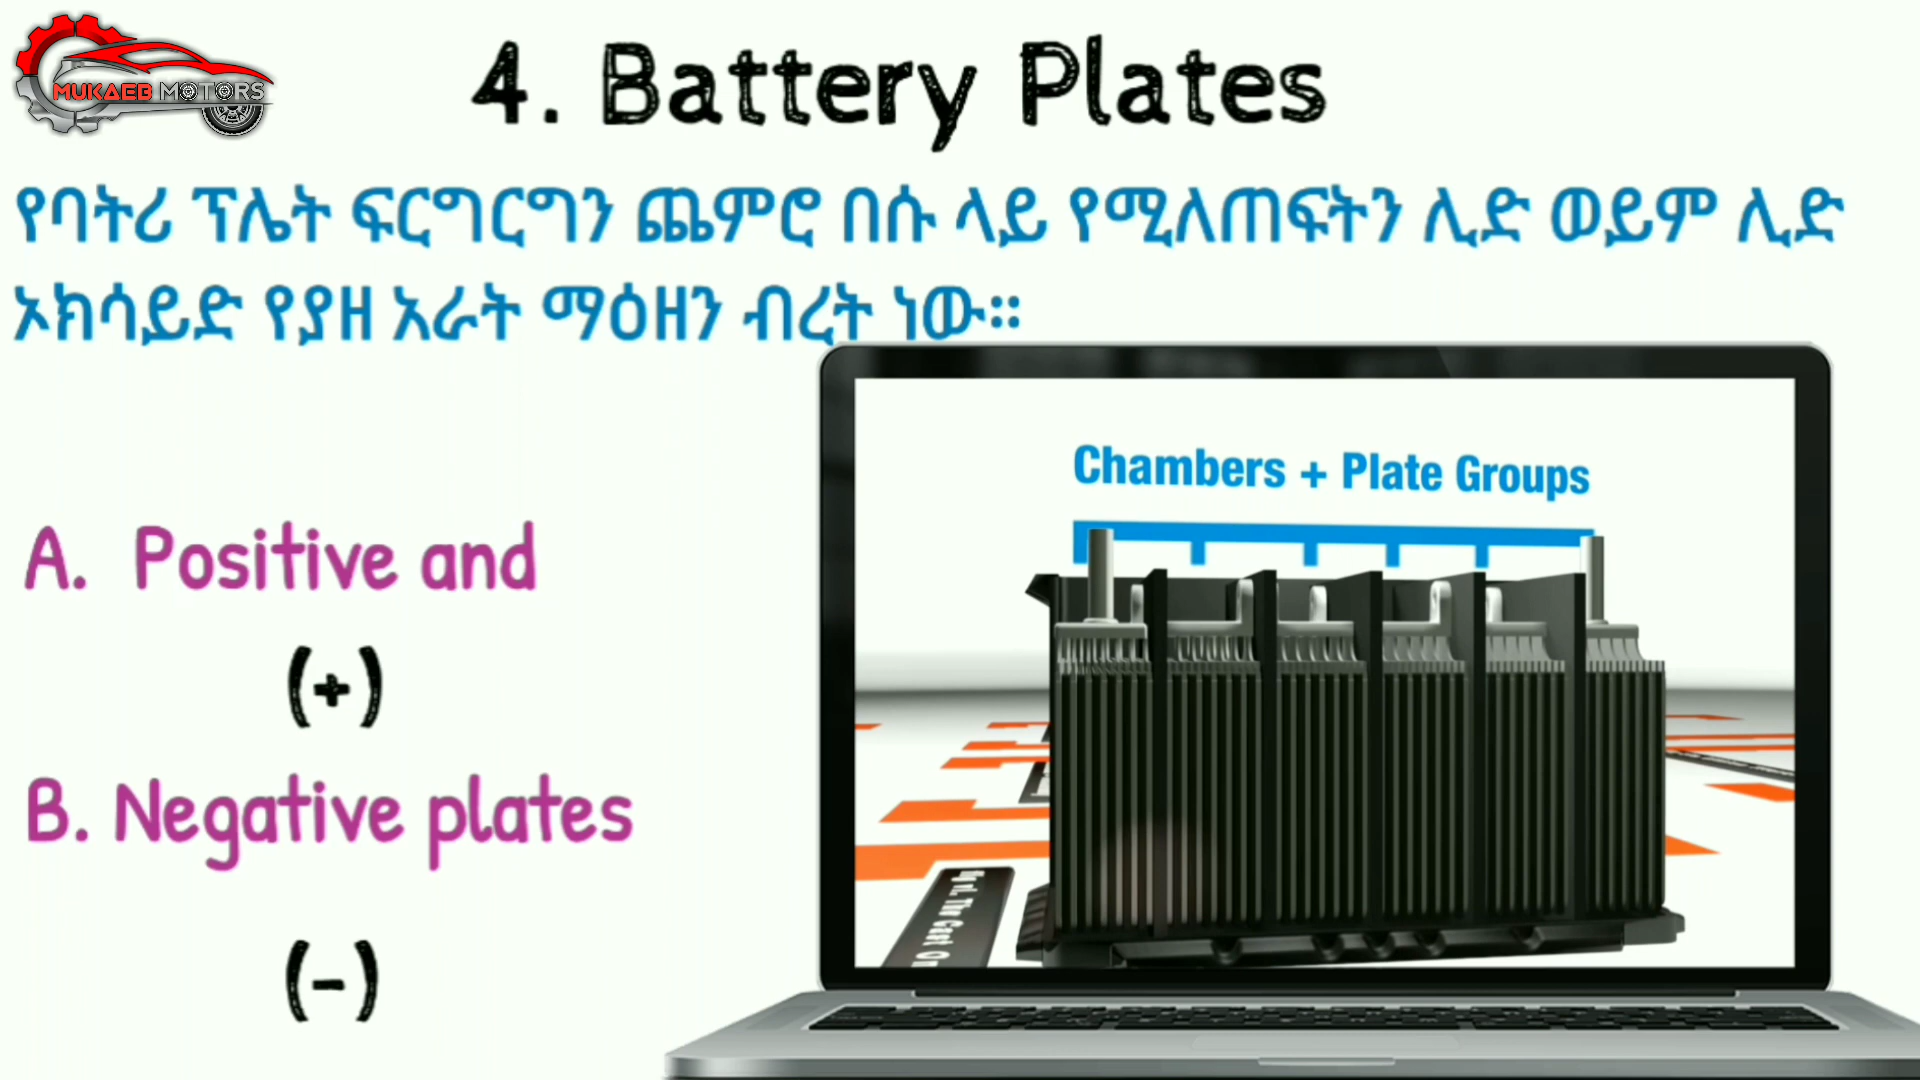 MUKAEB MOTORS
4. Battery Plates
የባትሪ ፕሌት ፍርግርግን ጨምሮ በሱ ላይ የሚለጠፍትን ሊድ ወይም ሊድ
ኦክሳይድ የያዘ አራት ማዕዘን ብረት ነው።
Chambers + Plate Groups
A. Positive and
(+)
B. Negative plates
(-)